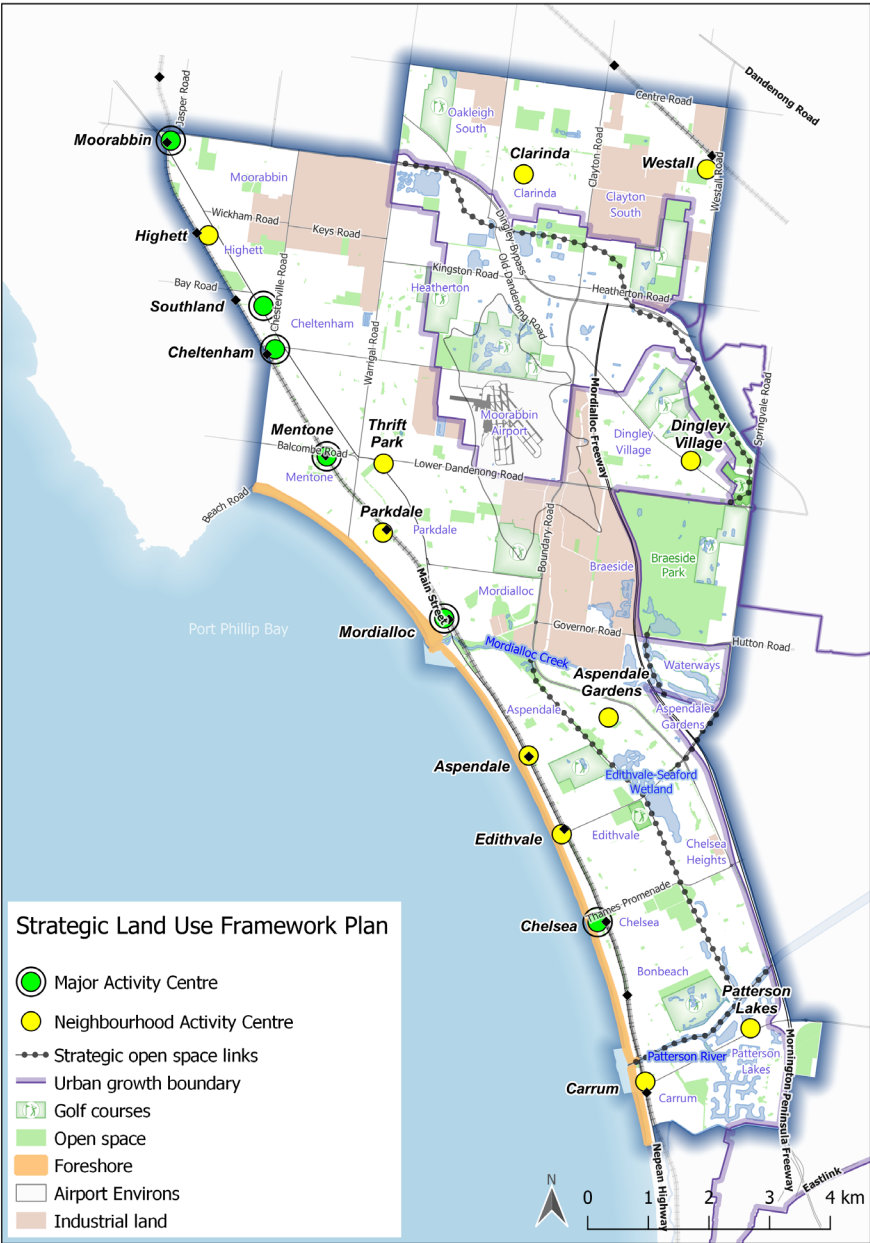 Dandenong Road
Jasper Road
Centre Road
Oakleigh
South
Moorabbin
Clarinda
Clarinda
Clayton Road
Westall
Westall Road
Moorabbin
Clayton
South
Wickham Road
Keys Road
Highett
Highett
Dingley Bypass
Old Dandenong Road
Kingston Road
Heatherton
Heatherton Road
Bay Road
Southland
Chesterville Road
Cheltenham
Cheltenham
Warrigal Road
Mordialloc Freeway
Springvale Road
Mentone
Thrift
Park
Moorabbin
Airport
Dingley
Village
Dingley
Village
Balcombe Road
Mentone
Lower Dandenong Road
Beach Road
Parkdale
Parkdale
Boundary Road
Braeside
Braeside
Park
Main Street
Mordialloc
Mordialloc
Port Phillip Bay
Governor Road
Hutton Road
Mordialloc Creek
Waterways
Aspendale
Gardens
Aspendale
Aspendale
Gardens
Aspendale
Edithvale-Seaford
Wetland
Edithvale
Edithvale
Chelsea
Heights
Thames Promenade
Chelsea
Chelsea
Bonbeach
Patterson
Lakes
Patterson River
Patterson
Lakes
Carrum
Carrum
Nepean Highway
Mornington Peninsula Freeway
Eastlink
Strategic Land Use Framework Plan
Major Activity Centre
Neighbourhood Activity Centre
Strategic open space links
Urban growth boundary
Golf courses
Open space
Foreshore
Airport Environs
Industrial land
N
0 1 2 3 4 km